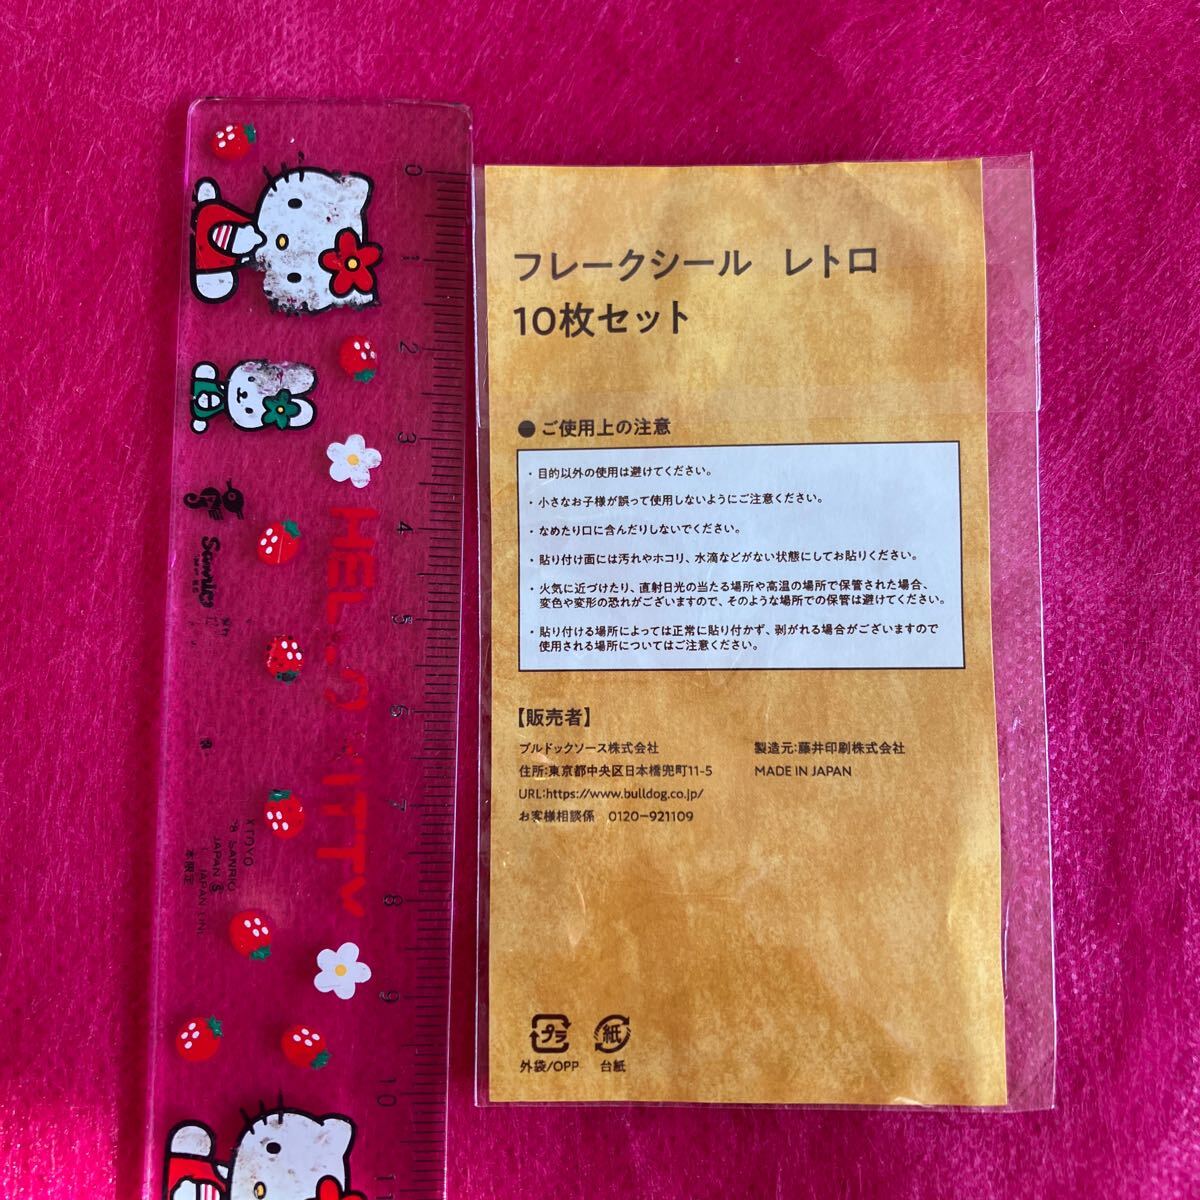 フレークシール レトロ
10枚セット
● ご使用上の注意
・目的以外の使用は避けてください。
・小さなお子様が誤って使用しないようにご注意ください。
・なめたり口に含んだりしないでください。
・貼り付け面には汚れやホコリ、水滴などがない状態にしてお貼りください。
・火気に近づけたり、直射日光の当たる場所や高温の場所で保管された場合、
変色や変形の恐れがございますので、そのような場所での保管は避けてください。
・貼り付ける場所によっては正常に貼り付かず、剥がれる場合がございますので
使用される場所についてはご注意ください。
【販売者】
ブルドックソース株式会社
住所:東京都中央区日本橋兜町11-5
URL:https://www.bulldog.co.jp/
お客様相談係 0120-921109
製造元:藤井印刷株式会社
MADE IN JAPAN
プラ
外袋/OPP
紙
台紙
0
1
2
3
4
5
6
7
8
9
10
11
Sanrio
SANRIO
JAPAN
本限定